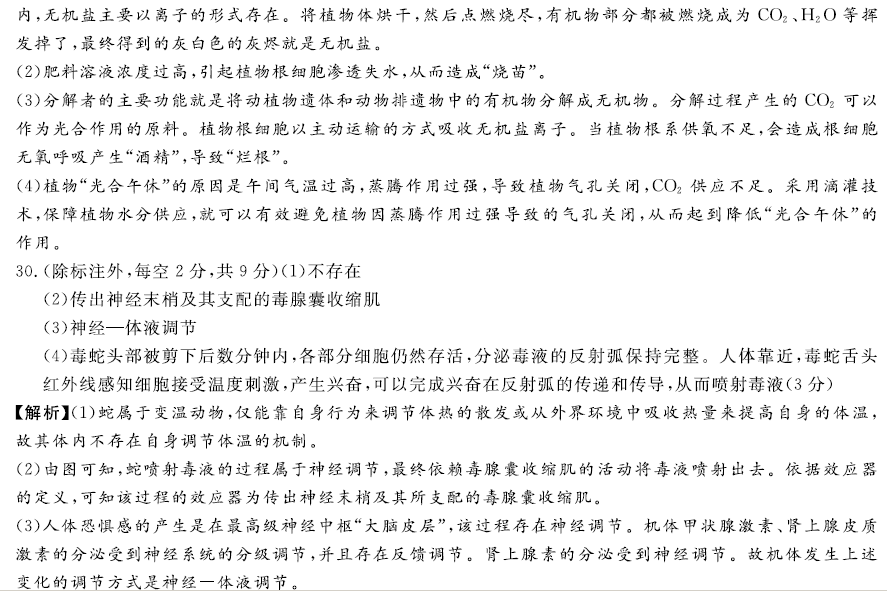 内,无机盐主要以离子的形式存在。将植物体烘干,然后点燃烧尽,有机物部分都被燃烧成为 CO₂、H₂O 等挥
发掉了,最终得到的灰白色的灰烬就是无机盐。
(2)肥料溶液浓度过高,引起植物根细胞渗透失水,从而造成“烧苗”。
(3)分解者的主要功能就是将动植物遗体和动物排遗物中的有机物分解成无机物。分解过程产生的 CO₂ 可以
作为光合作用的原料。植物根细胞以主动运输的方式吸收无机盐离子。当植物根系供氧不足,会造成根细胞
无氧呼吸产生“酒精”,导致“烂根”。
(4)植物“光合午休”的原因是午间气温过高,蒸腾作用过强,导致植物气孔关闭,CO₂ 供应不足。采用滴灌技
术,保障植物水分供应,就可以有效避免植物因蒸腾作用过强导致的气孔关闭,从而起到降低“光合午休”的
作用。
30.(除标注外,每空 2 分,共 9 分)(1)不存在
(2)传出神经末梢及其支配的毒腺囊收缩肌
(3)神经—体液调节
(4)毒蛇头部被剪下后数分钟内,各部分细胞仍然存活,分泌毒液的反射弧保持完整。人体靠近,毒蛇舌头
红外线感知细胞接受温度刺激,产生兴奋,可以完成兴奋在反射弧的传递和传导,从而喷射毒液(3 分)
【解析】(1)蛇属于变温动物,仅能靠自身行为来调节体热的散发或从外界环境中吸收热量来提高自身的体温,
故其体内不存在自身调节体温的机制。
(2)由图可知,蛇喷射毒液的过程属于神经调节,最终依赖毒腺囊收缩肌的活动将毒液喷射出去。依据效应器
的定义,可知该过程的效应器为传出神经末梢及其所支配的毒腺囊收缩肌。
(3)人体恐惧感的产生是在最高级神经中枢“大脑皮层”,该过程存在神经调节。机体甲状腺激素、肾上腺皮质
激素的分泌受到神经系统的分级调节,并且存在反馈调节。肾上腺素的分泌受到神经调节。故机体发生上述
变化的调节方式是神经—体液调节。